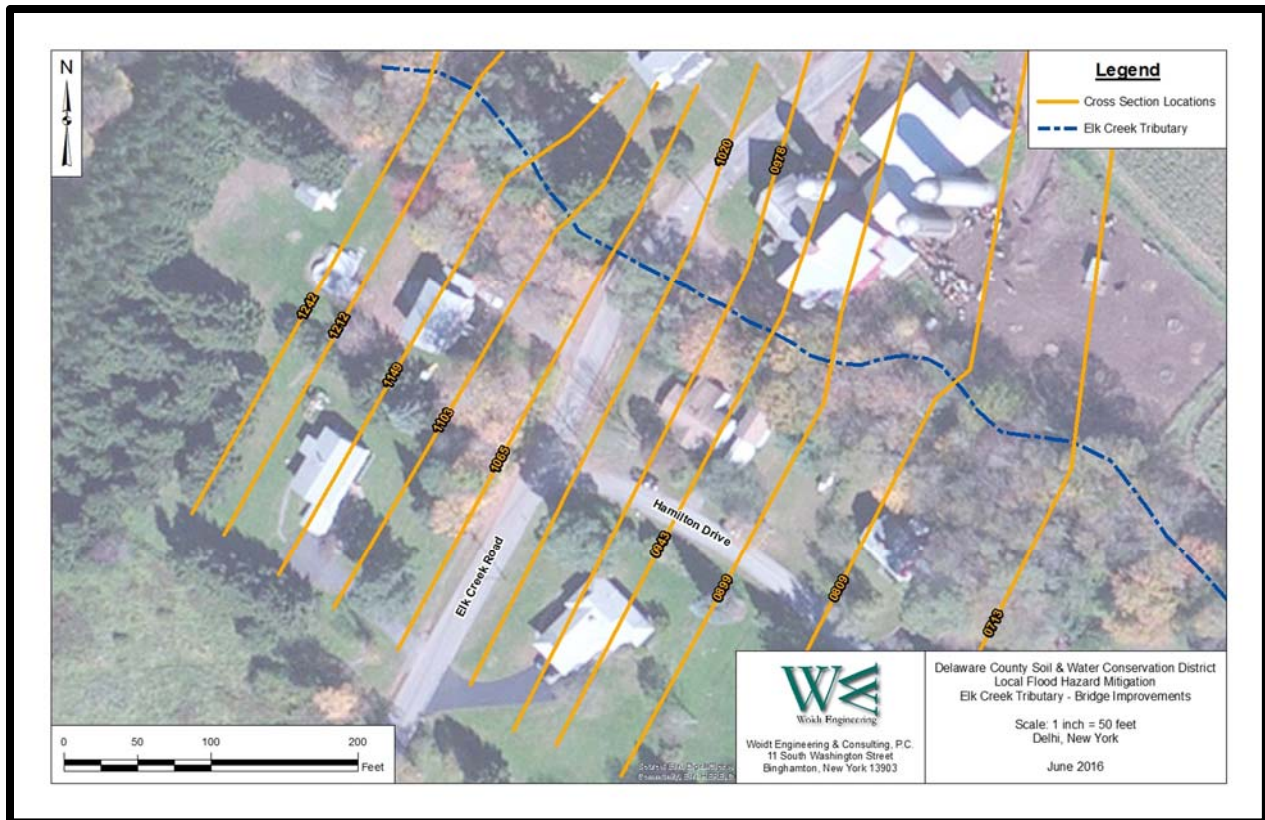 N
Legend
Cross Section Locations
Elk Creek Tributary
1020
0978
1242
1212
1149
1103
1065
Hamilton Drive
Elk Creek Road
0943
0899
0809
0713
0 50 100 200
Feet
Woidt Engineering
Woidt Engineering & Consulting, P.C.
11 South Washington Street
Binghamton, New York 13903
Delaware County Soil & Water Conservation District
Local Flood Hazard Mitigation
Elk Creek Tributary - Bridge Improvements
Scale: 1 inch = 50 feet
Delhi, New York
June 2016